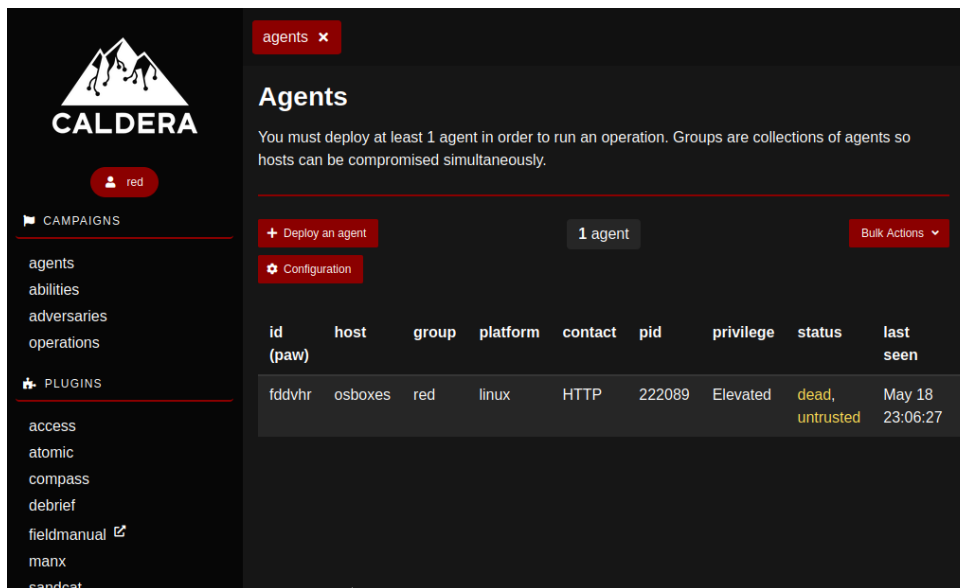 CALDERA
red
CAMPAIGNS
agents
abilities
adversaries
operations
PLUGINS
access
atomic
compass
debrief
fieldmanual
manx
sandcat
agents
Agents
You must deploy at least 1 agent in order to run an operation. Groups are collections of agents so
hosts can be compromised simultaneously.
Deploy an agent
1 agent
Bulk Actions
Configuration
id (paw) host group platform contact pid privilege status last seen
fddvhr osboxes red linux HTTP 222089 Elevated dead, untrusted May 18 23:06:27